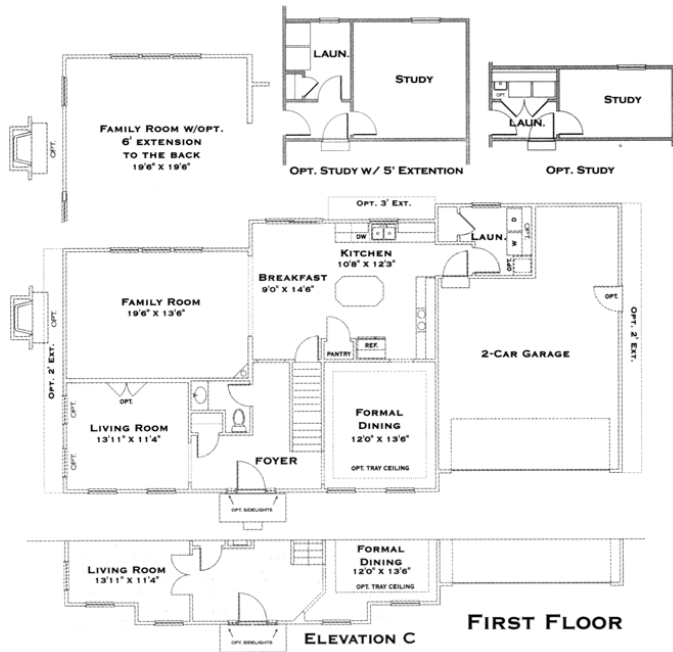 LAUN.
STUDY
OPT. STUDY W/ 5' EXTENTION
OPT.
LAUN.
STUDY
OPT. STUDY
FAMILY ROOM W/OPT.
6' EXTENSION
TO THE BACK
19'6" X 19'6"
OPT.
OPT. 3' EXT.
DW
KITCHEN
10'8" X 12'3"
BREAKFAST
9'0" X 14'6"
LAUN.
D
W
OPT.
OPT.
FAMILY ROOM
19'6" X 13'6"
OPT.
OPT. 2' EXT.
PANTRY
REF.
2-CAR GARAGE
OPT.
OPT. 2' EXT.
OPT.
OPT.
OPT.
LIVING ROOM
13'11" X 11'4"
FOYER
FORMAL
DINING
12'0" X 13'6"
OPT. TRAY CEILING
OPT. SIDELIGHTS
LIVING ROOM
13'11" X 11'4"
FORMAL
DINING
12'0" X 13'6"
OPT. TRAY CEILING
OPT. SIDELIGHTS
ELEVATION C
FIRST FLOOR